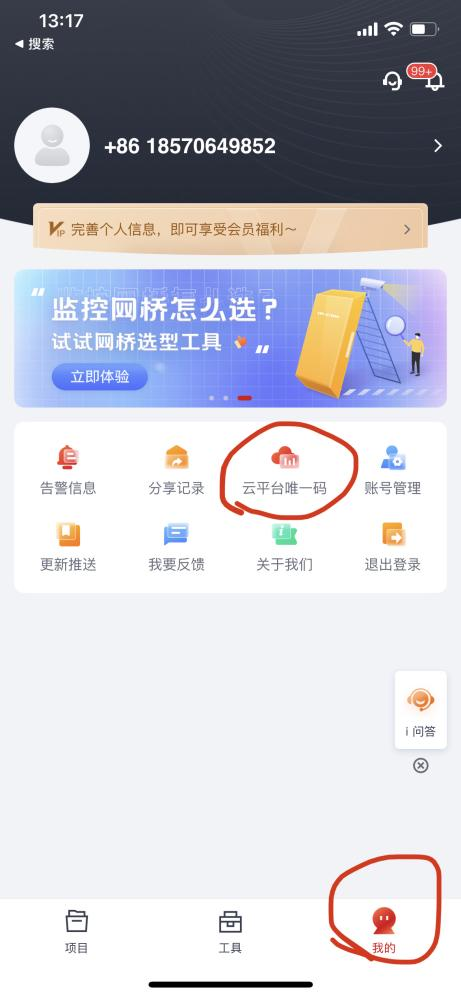 13:17
搜索
99+
+86 18570649852
VIP 完善个人信息，即可享受会员福利～
监控网桥怎么选？
试试网桥选型工具
立即体验
告警信息
分享记录
云平台唯一码
账号管理
更新推送
我要反馈
关于我们
退出登录
i 问答
项目
工具
我的